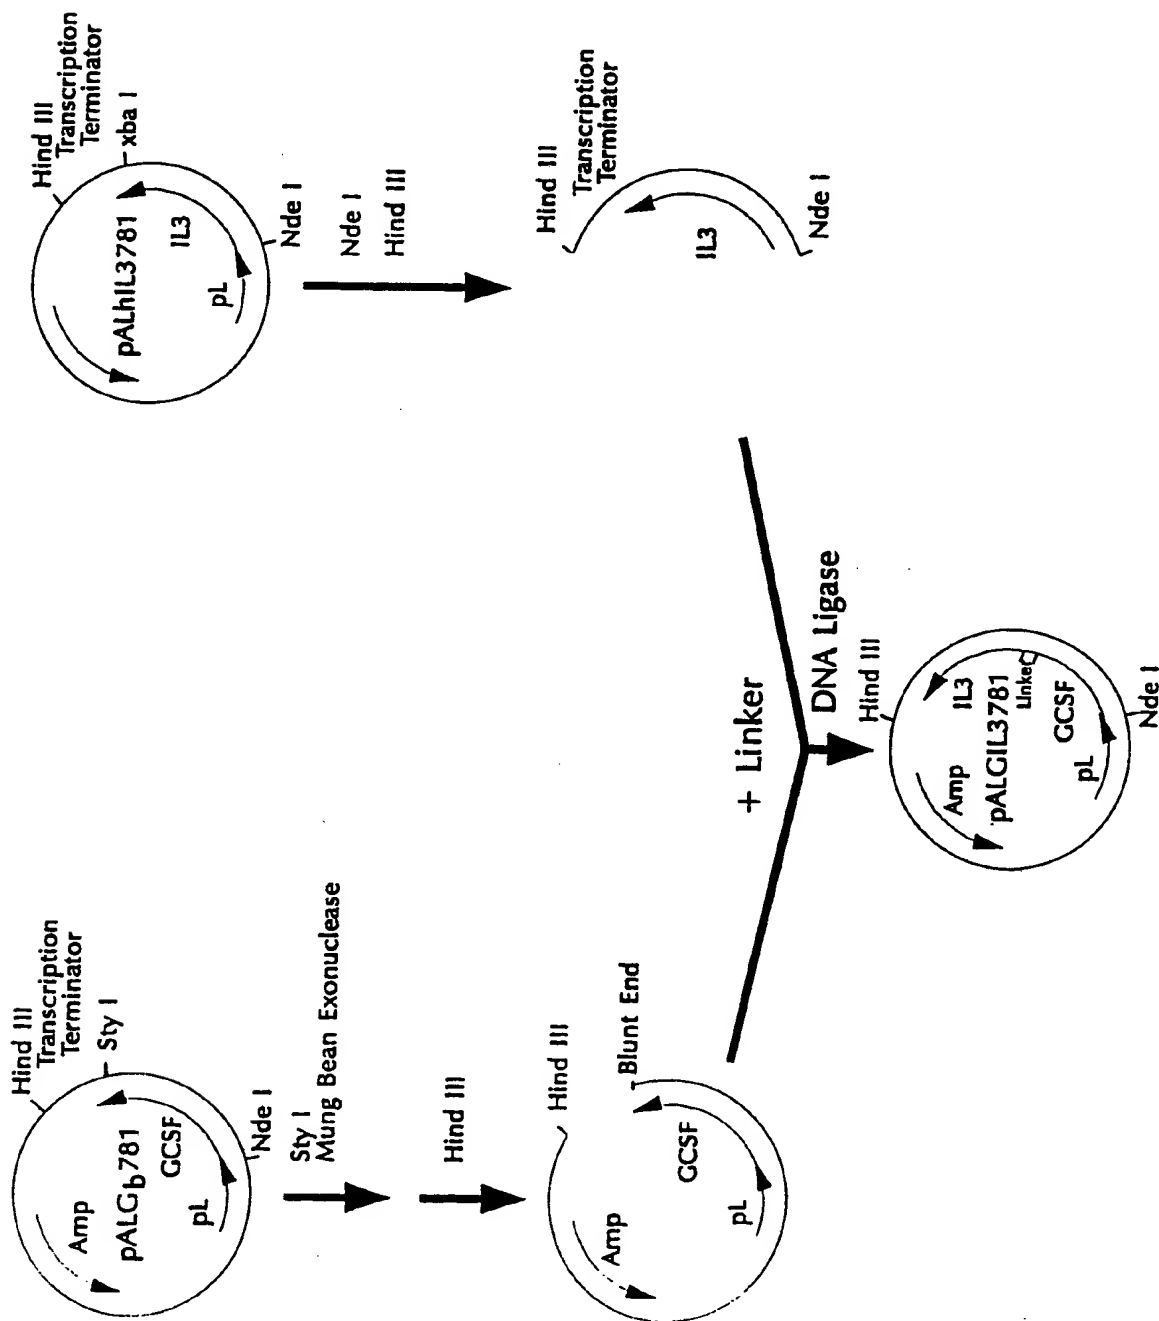 Hind III
Transcription
Terminator
Sty I
Amp
pALGb781
GCSF
pL
Nde I
Sty I
Mung Bean Exonuclease
Hind III
Hind III
Blunt End
Amp
GCSF
pL
Hind III
Transcription
Terminator
xba I
pALhIL3781
IL3
pL
Nde I
Nde I
Hind III
Hind III
Transcription
Terminator
IL3
Nde I
+ Linker
DNA Ligase
Hind III
Amp
IL3
pALGIL3781
Linker
GCSF
pL
Nde I